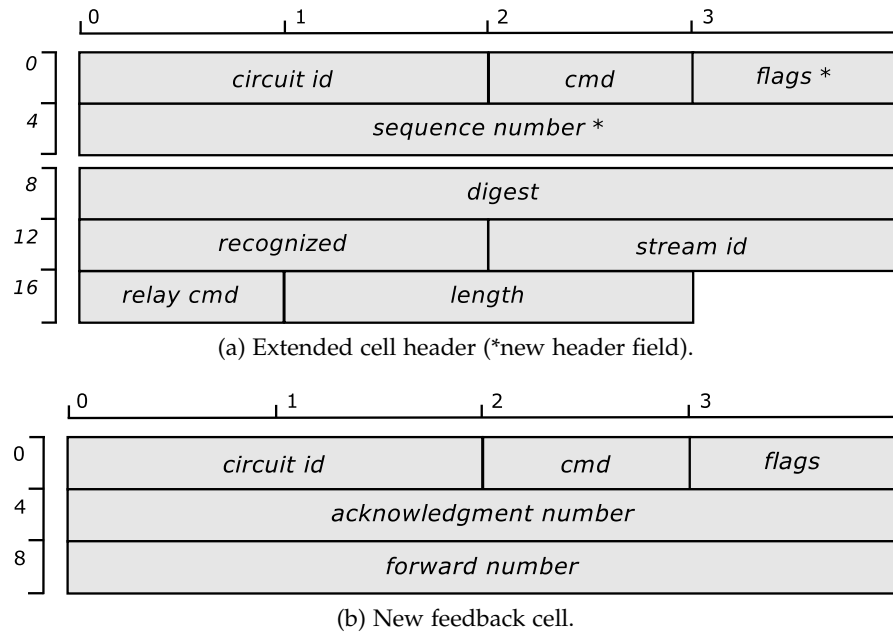 0 1 2 3
0 circuit id cmd flags *
4 sequence number *
8 digest
12 recognized stream id
16 relay cmd length
(a) Extended cell header (*new header field).
0 1 2 3
0 circuit id cmd flags
4 acknowledgment number
8 forward number
(b) New feedback cell.